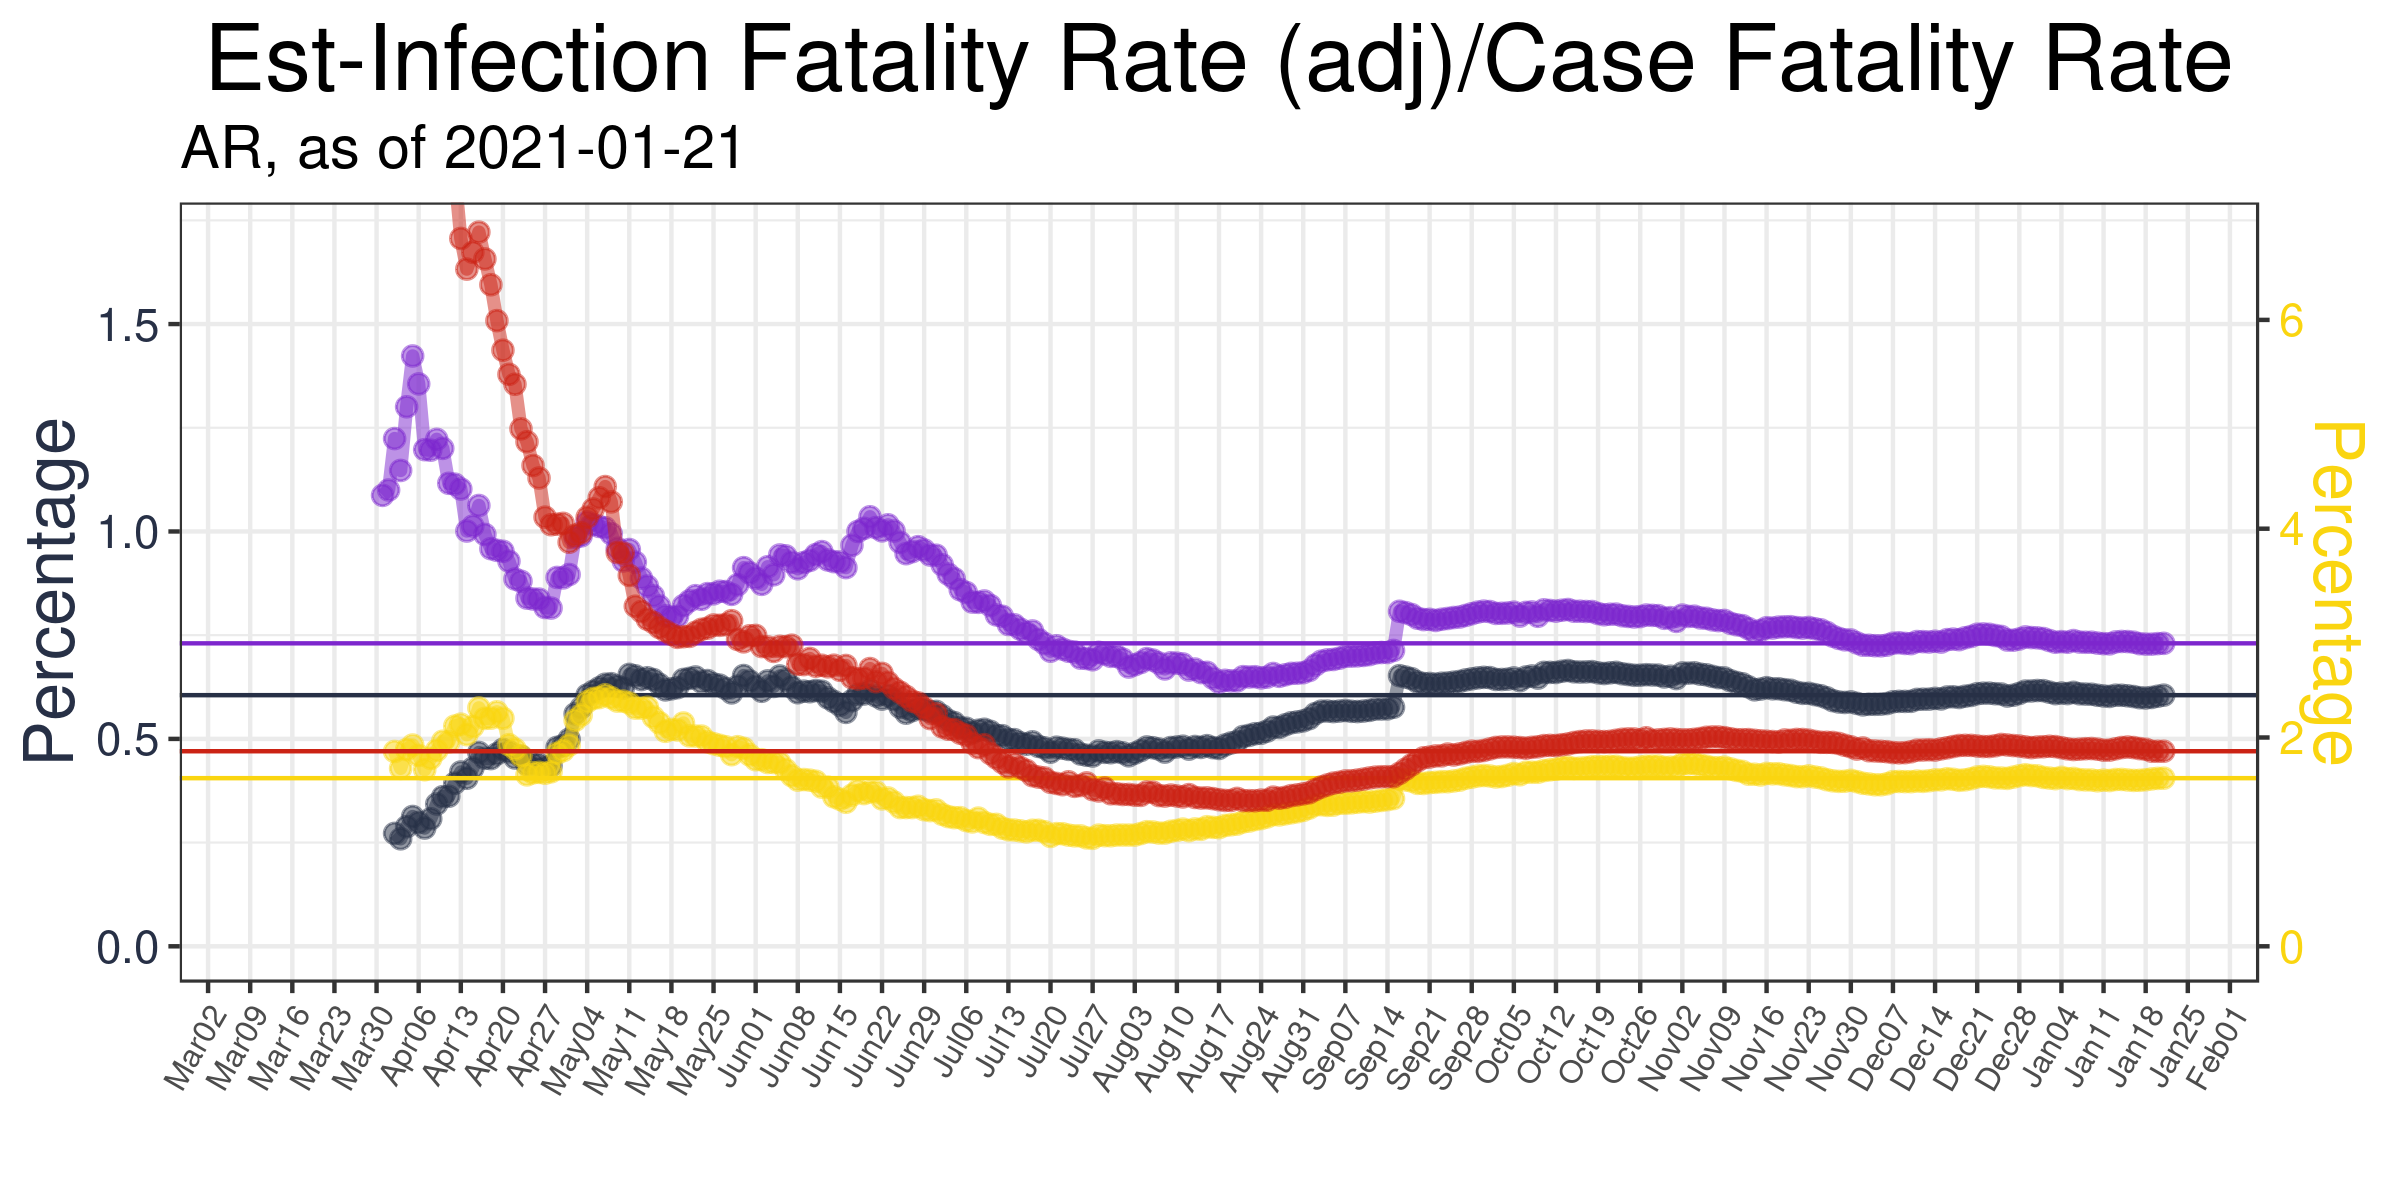 Est-Infection Fatality Rate (adj)/Case Fatality Rate
AR, as of 2021-01-21
Percentage
1.5
1.0
0.5
0.0
6
4
2
0
Percentage
Mar02
Mar09
Mar16
Mar23
Mar30
Apr06
Apr13
Apr20
Apr27
May04
May11
May18
May25
Jun01
Jun08
Jun15
Jun22
Jun29
Jul06
Jul13
Jul20
Jul27
Aug03
Aug10
Aug17
Aug24
Aug31
Sep07
Sep14
Sep21
Sep28
Oct05
Oct12
Oct19
Oct26
Nov02
Nov09
Nov16
Nov23
Nov30
Dec07
Dec14
Dec21
Dec28
Jan04
Jan11
Jan18
Jan25
Feb01